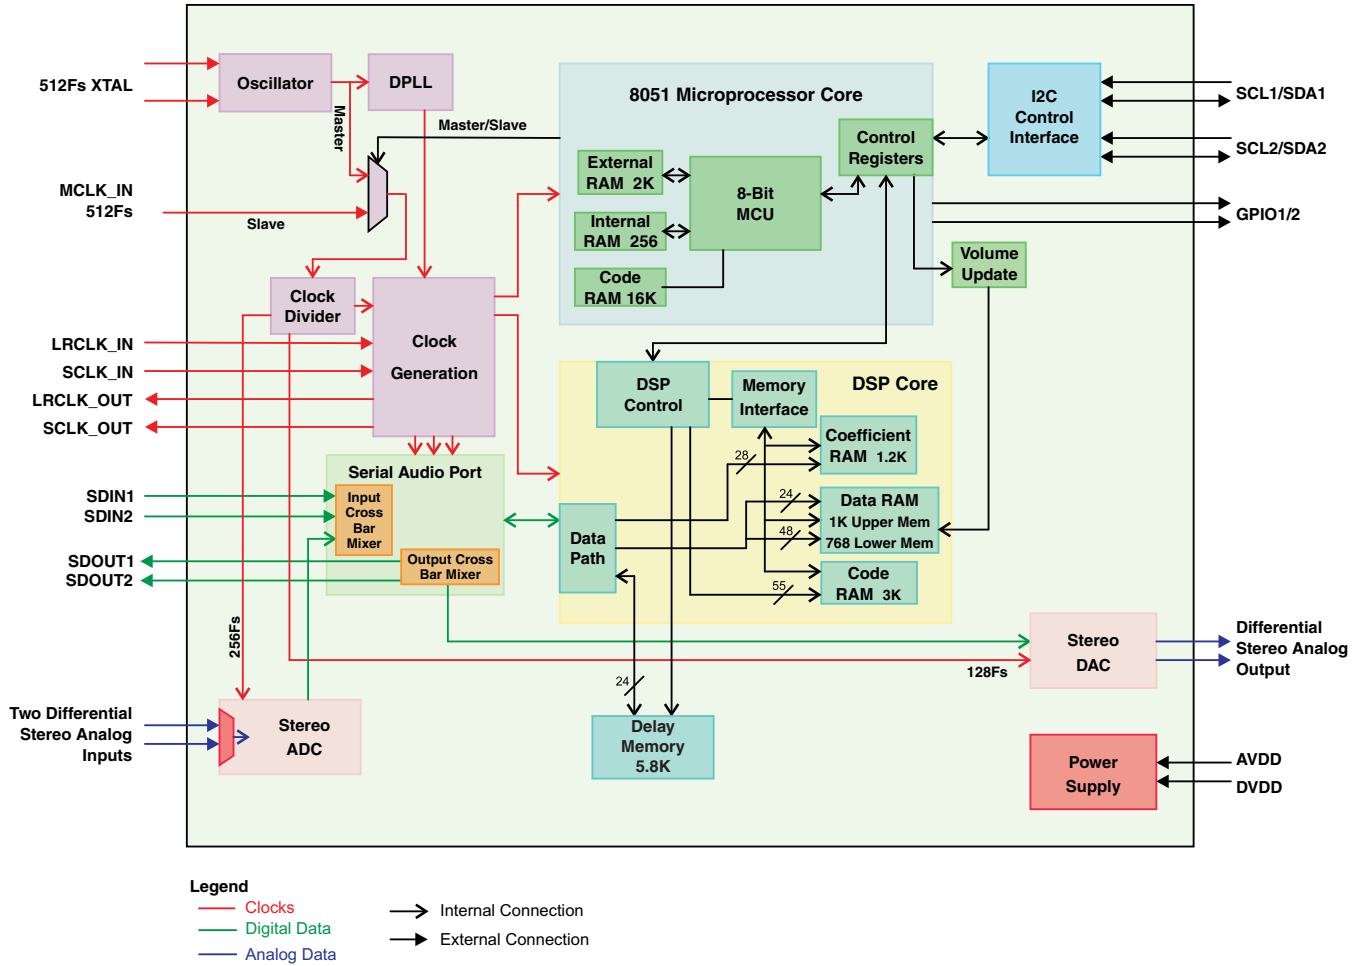 512Fs XTAL
Oscillator
DPLL
Master
Master/Slave
MCLK_IN
512Fs
Slave
8051 Microprocessor Core
External
RAM 2K
Internal
RAM 256
Code
RAM 16K
8-Bit
MCU
Control
Registers
I2C
Control
Interface
SCL1/SDA1
SCL2/SDA2
GPIO1/2
Volume
Update
Clock
Divider
Clock
Generation
LRCLK_IN
SCLK_IN
LRCLK_OUT
SCLK_OUT
DSP Core
DSP
Control
Memory
Interface
Coefficient
RAM 1.2K
28
24
Data RAM
1K Upper Mem
768 Lower Mem
48
Code
RAM 3K
55
Data
Path
Serial Audio Port
Input
Cross
Bar
Mixer
Output Cross
Bar Mixer
SDIN1
SDIN2
SDOUT1
SDOUT2
256Fs
128Fs
24
Stereo
DAC
Differential
Stereo Analog
Output
Two Differential
Stereo Analog
Inputs
Stereo
ADC
Delay
Memory
5.8K
Power
Supply
AVDD
DVDD
Legend
Clocks
Digital Data
Analog Data
Internal Connection
External Connection